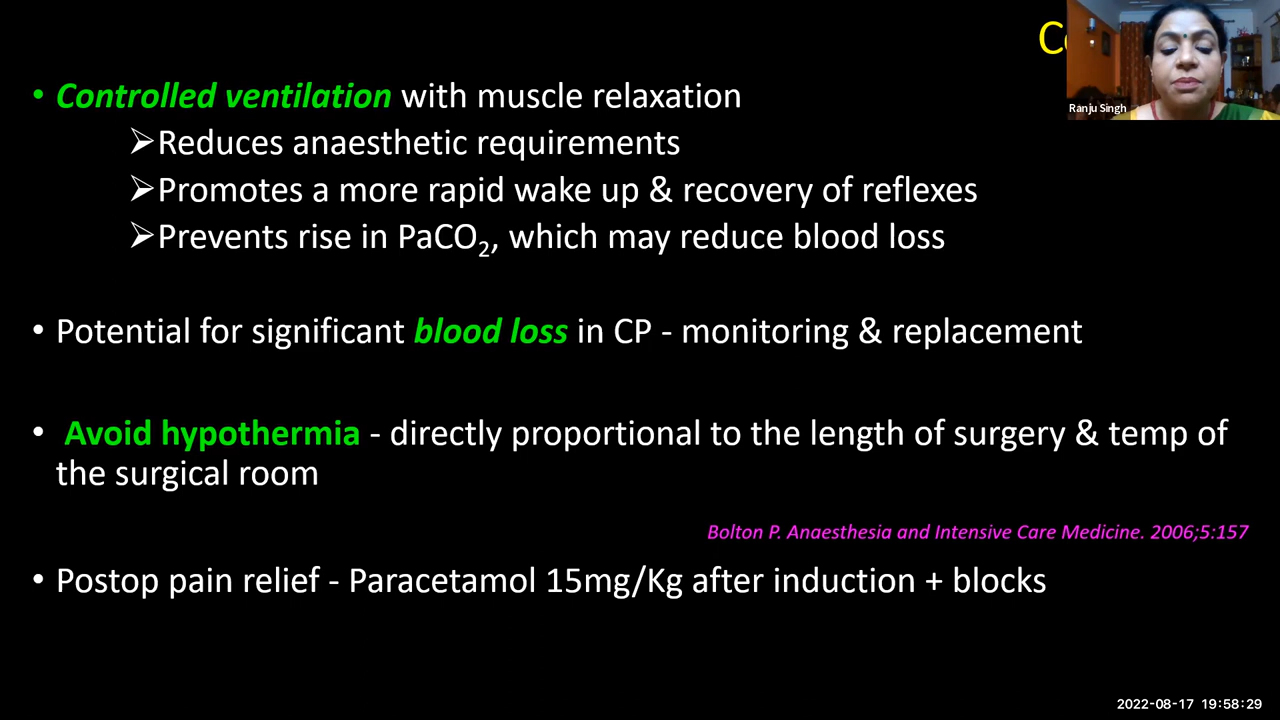 • Controlled ventilation with muscle relaxation
➢Reduces anaesthetic requirements
➢Promotes a more rapid wake up & recovery of reflexes
➢Prevents rise in PaCO₂, which may reduce blood loss
• Potential for significant blood loss in CP - monitoring & replacement
• Avoid hypothermia - directly proportional to the length of surgery & temp of
the surgical room
Bolton P. Anaesthesia and Intensive Care Medicine. 2006;5:157
• Postop pain relief - Paracetamol 15mg/Kg after induction + blocks
Ranju Singh
2022-08-17 19:58:29